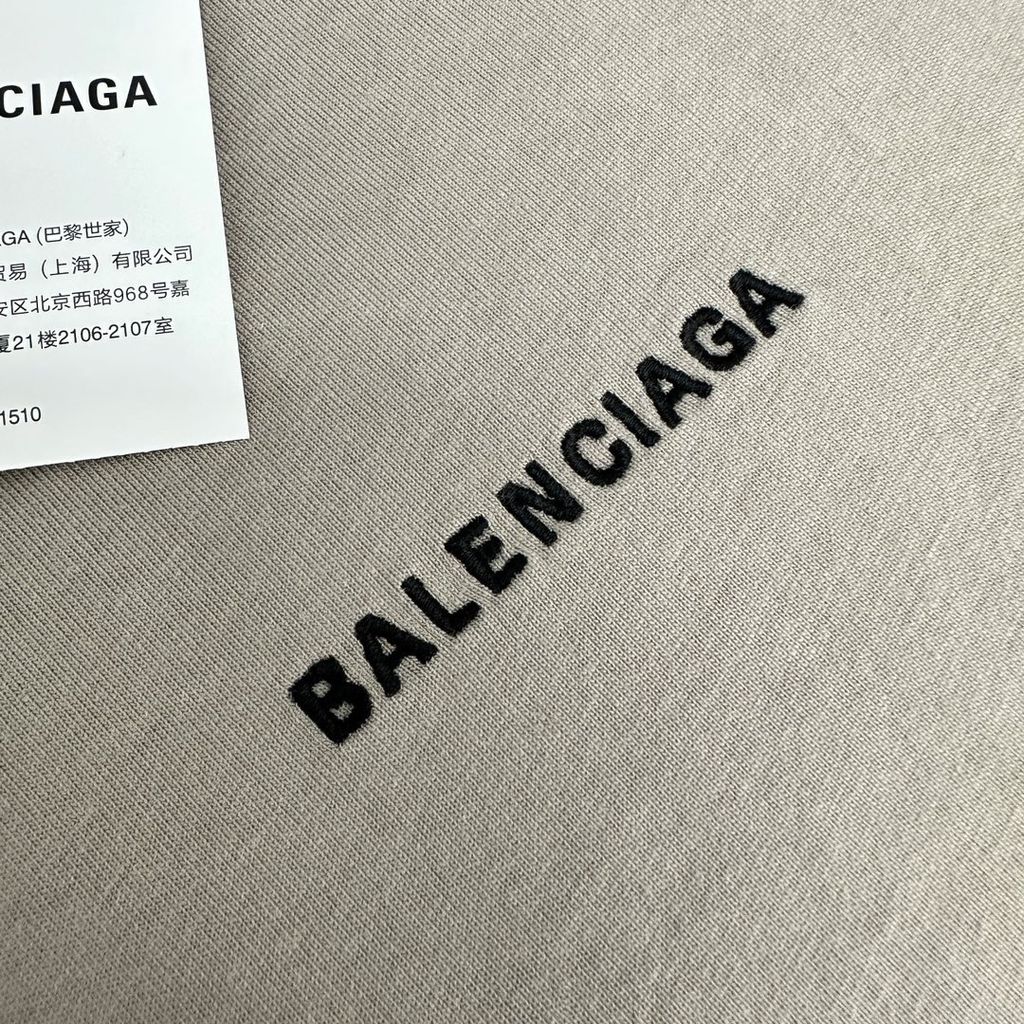 CIAGA
GA (巴黎世家)
贸易（上海）有限公司
安区北京西路968号嘉
厦21楼2106-2107室
1510
BALENCIAGA